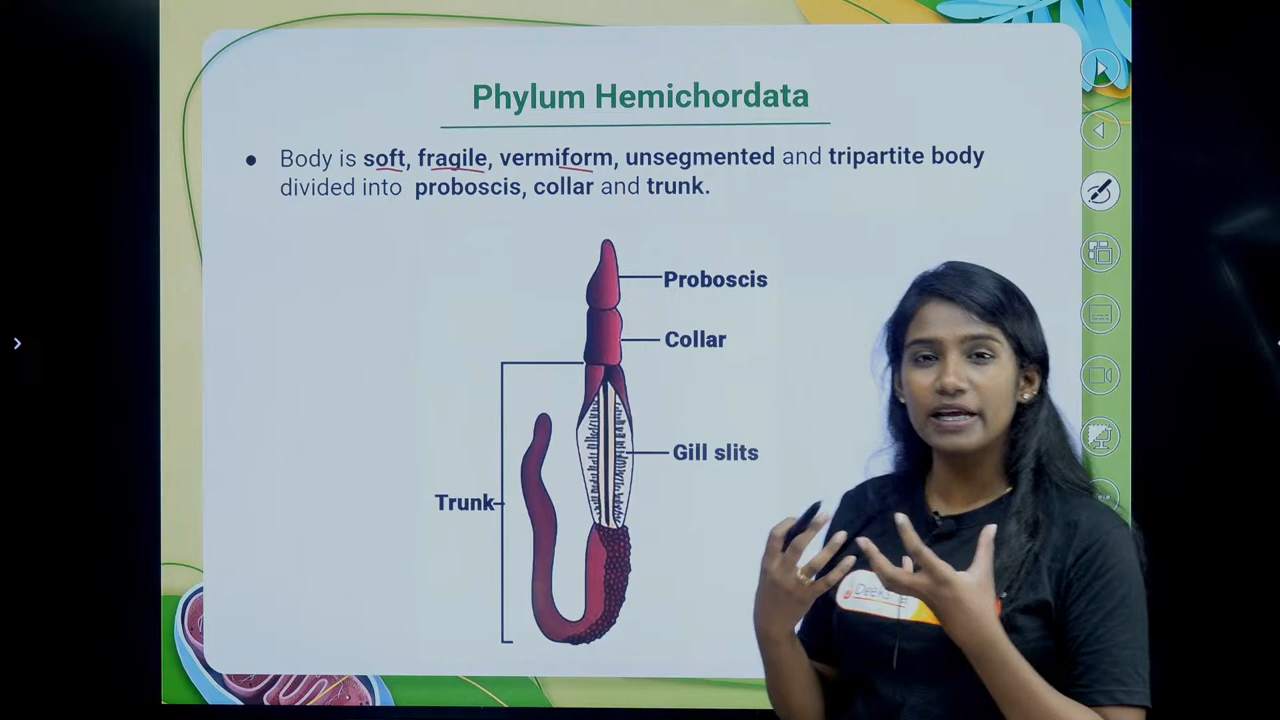 Phylum Hemichordata
● Body is soft, fragile, vermiform, unsegmented and tripartite body
divided into proboscis, collar and trunk.
Proboscis
Collar
Gill slits
Trunk